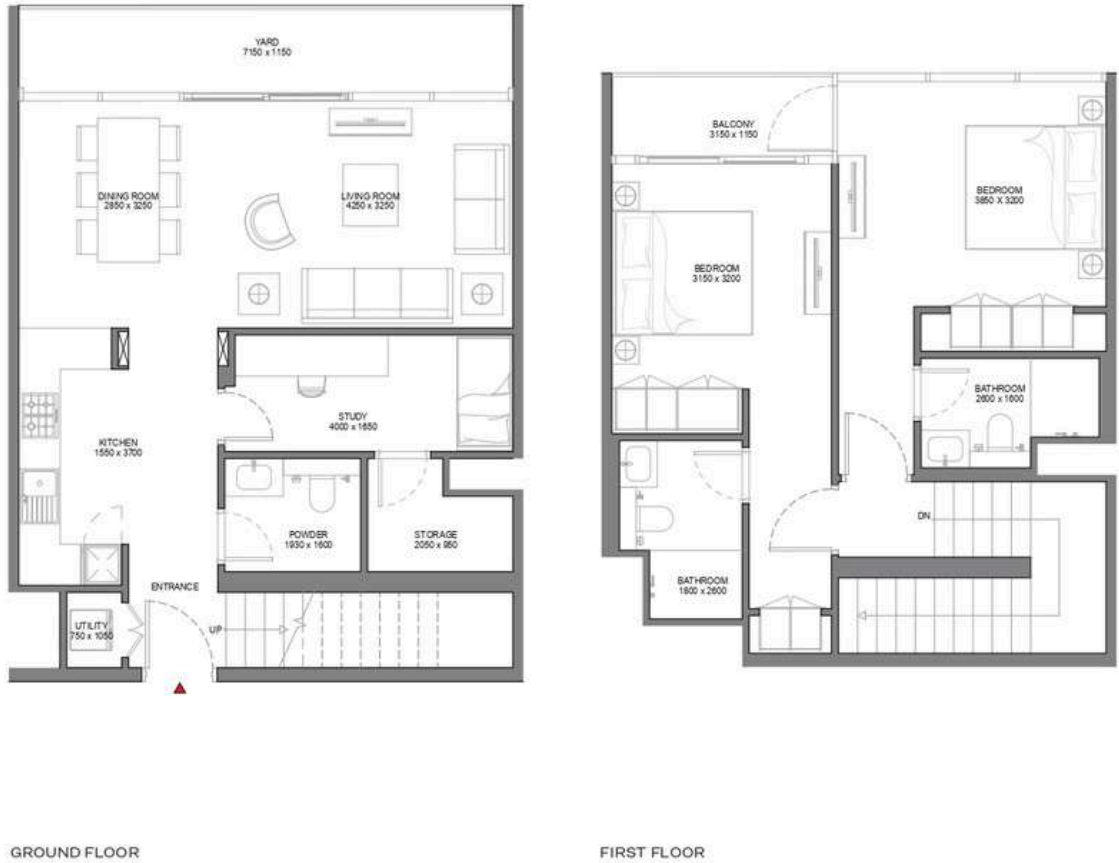 YARD
7150 x 1150
DINING ROOM
2850 x 3250
LIVING ROOM
4250 x 3250
KITCHEN
1550 x 3700
STUDY
4000 x 1650
POWDER
1930 x 1600
STORAGE
2050 x 950
ENTRANCE
UTILITY
750 x 1050
UP
GROUND FLOOR
BALCONY
3150 x 1150
BEDROOM
3850 X 3200
BEDROOM
3150 x 3200
BATHROOM
2600 x 1600
DN
BATHROOM
1800 x 2600
FIRST FLOOR